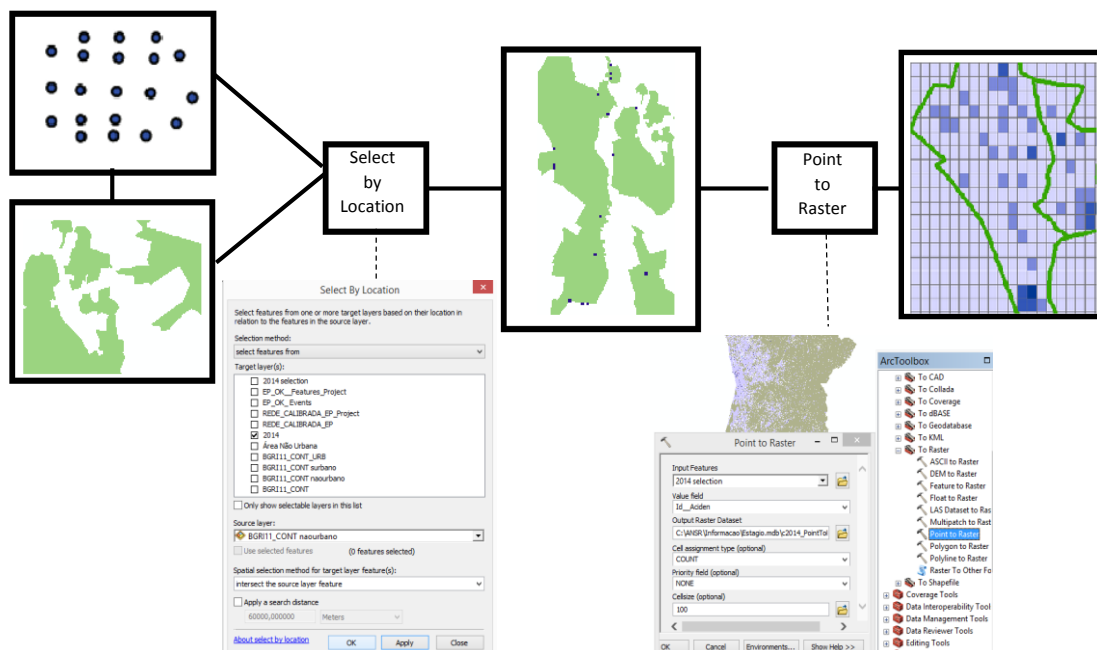 Select
by
Location
Point
to
Raster
Select By Location
Select features from one or more target layers based on their location in
relation to the features in the source layer.
Selection method:
select features from
Target layer(s):
2014 selection
EP_OK__Features_Project
EP_OK_Events
REDE_CALIBRADA_EP_Project
REDE_CALIBRADA_EP
2014
Área Não Urbana
BGRI11_CONT_URB
BGRI11_CONT surbano
BGRI11_CONT naourbano
BGRI11_CONT
Only show selectable layers in this list
Source layer:
BGRI11_CONT naourbano
Use selected features (0 features selected)
Spatial selection method for target layer feature(s):
intersect the source layer feature
Apply a search distance
60000,000000 Meters
About select by location OK Apply Close
Point to Raster
Input Features
2014 selection
Value field
Id__Aciden
Output Raster Dataset
C:\ANSR\Informacao\Estagio.mdb\c2014_PointToI
Cell assignment type (optional)
COUNT
Priority field (optional)
NONE
Cellsize (optional)
100
OK Cancel Environments... Show Help >>
ArcToolbox
To CAD
To Collada
To Coverage
To dBASE
To Geodatabase
To KML
To Raster
ASCII to Raster
DEM to Raster
Feature to Raster
Float to Raster
LAS Dataset to Ras
Multipatch to Rast
Point to Raster
Polygon to Raster
Polyline to Raster
Raster To Other Fo
To Shapefile
Coverage Tools
Data Interoperability Tool
Data Management Tools
Data Reviewer Tools
Editing Tools